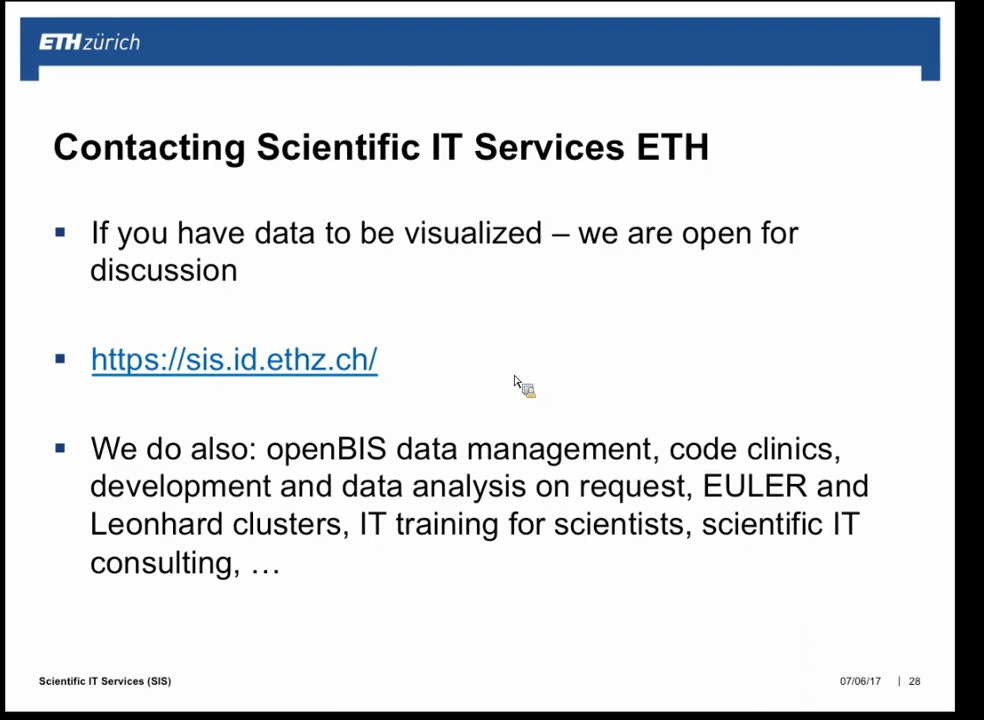 ETH zürich
Contacting Scientific IT Services ETH
▪ If you have data to be visualized – we are open for
discussion
▪ https://sis.id.ethz.ch/
▪ We do also: openBIS data management, code clinics,
development and data analysis on request, EULER and
Leonhard clusters, IT training for scientists, scientific IT
consulting, …
Scientific IT Services (SIS) 07/06/17 | 28